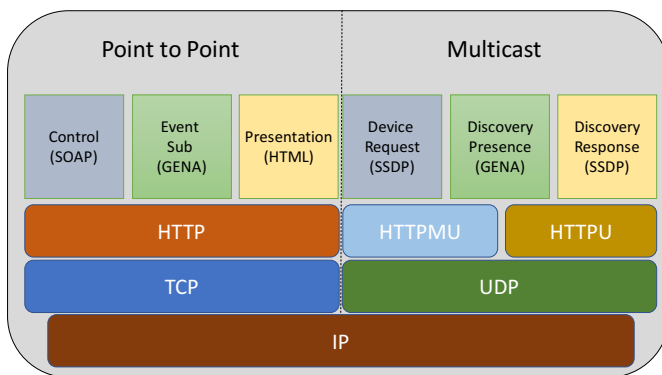 Point to Point
Multicast
Control
(SOAP)
Event
Sub
(GENA)
Presentation
(HTML)
Device
Request
(SSDP)
Discovery
Presence
(GENA)
Discovery
Response
(SSDP)
HTTP
HTTPMU
HTTPU
TCP
UDP
IP